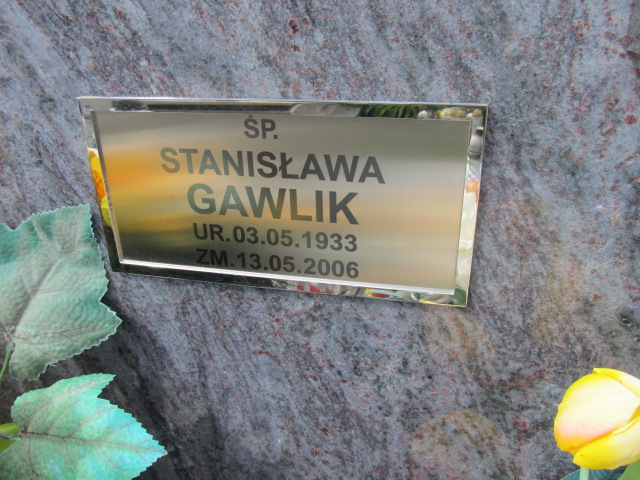 ŚP.
STANISŁAWA
GAWLIK
UR.03.05.1933
ZM.13.05.2006